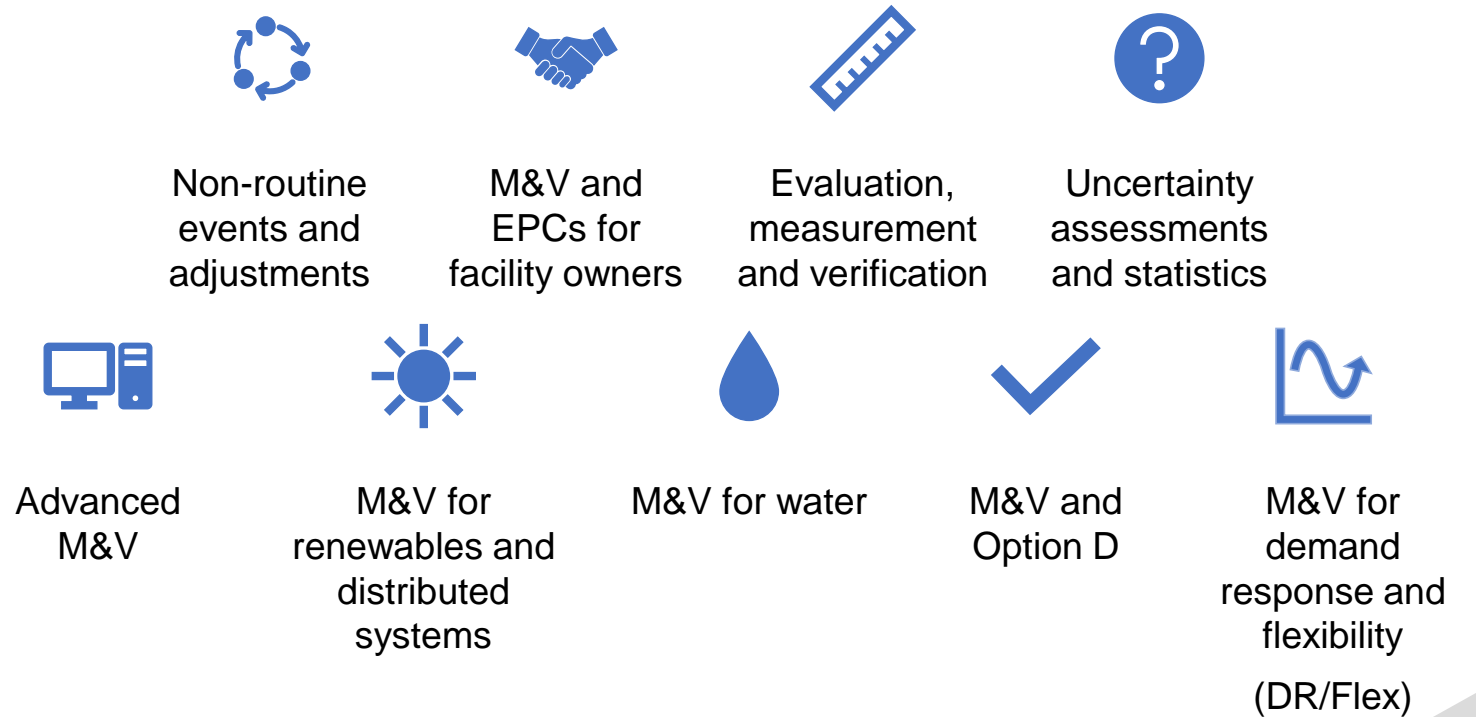 Non-routine
events and
adjustments
M&V and
EPCs for
facility owners
Evaluation,
measurement
and verification
Uncertainty
assessments
and statistics
Advanced
M&V
M&V for
renewables and
distributed
systems
M&V for water
M&V and
Option D
M&V for
demand
response and
flexibility
(DR/Flex)